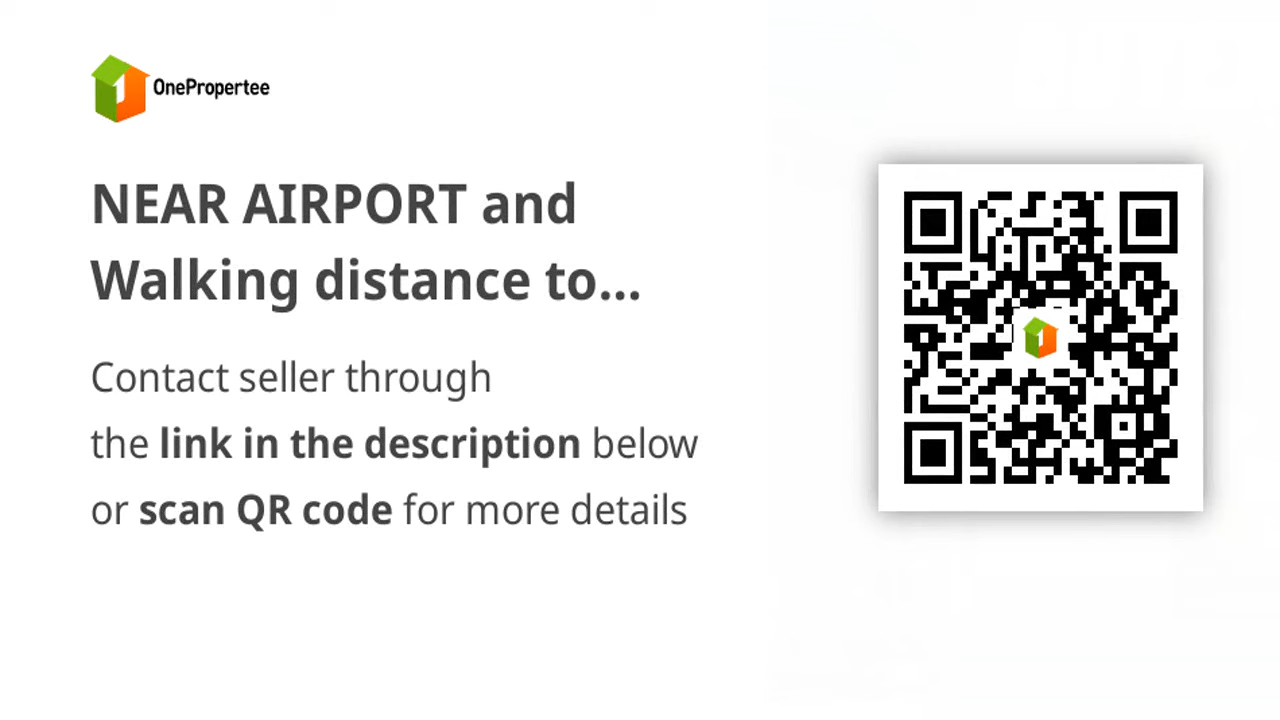 OnePropertee
NEAR AIRPORT and
Walking distance to...
Contact seller through
the link in the description below
or scan QR code for more details